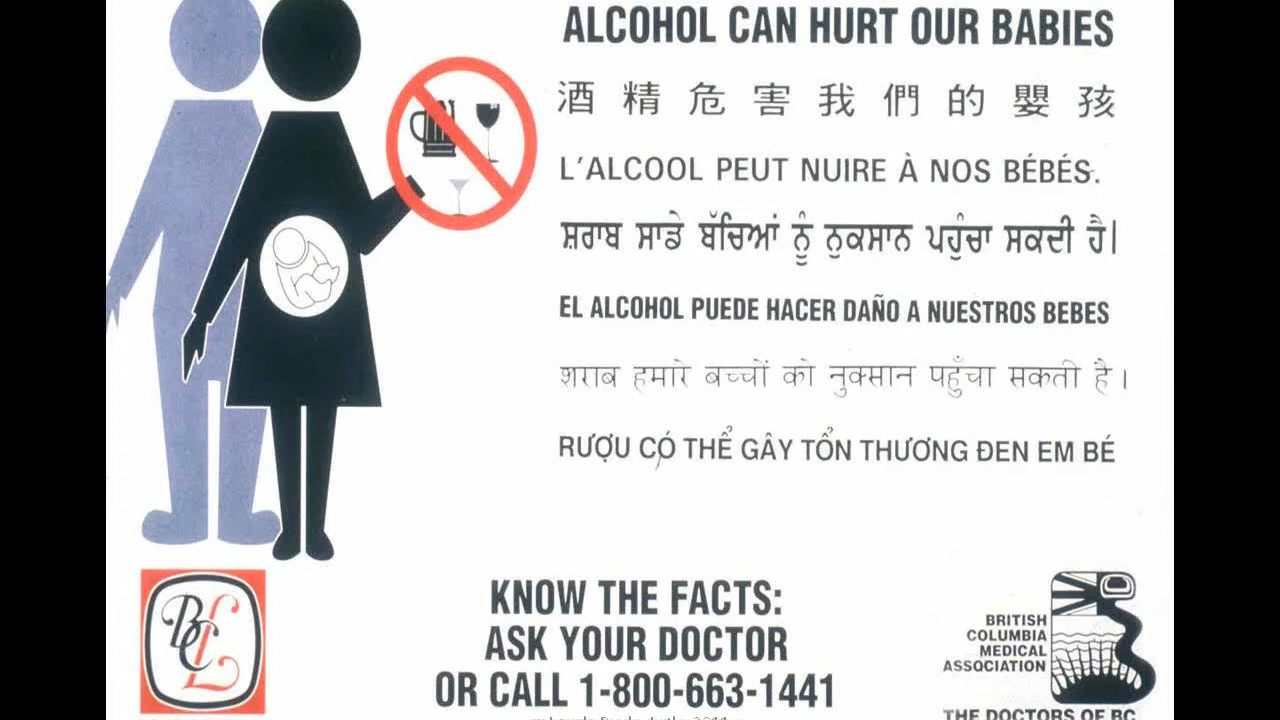 ALCOHOL CAN HURT OUR BABIES
酒精危害我們的嬰孩
L'ALCOOL PEUT NUIRE À NOS BÉBÉS.
ਸ਼ਰਾਬ ਸਾਡੇ ਬੱਚਿਆਂ ਨੂੰ ਨੁਕਸਾਨ ਪਹੁੰਚਾ ਸਕਦੀ ਹੈ।
EL ALCOHOL PUEDE HACER DAÑO A NUESTROS BEBES
शराब हमारे बच्चों को नुक्सान पहुँचा सकती है।
RƯỢU CÓ THỂ GÂY TỔN THƯƠNG ĐEN EM BÉ
KNOW THE FACTS:
ASK YOUR DOCTOR
OR CALL 1-800-663-1441
BCL
BRITISH
COLUMBIA
MEDICAL
ASSOCIATION
THE DOCTORS OF BC